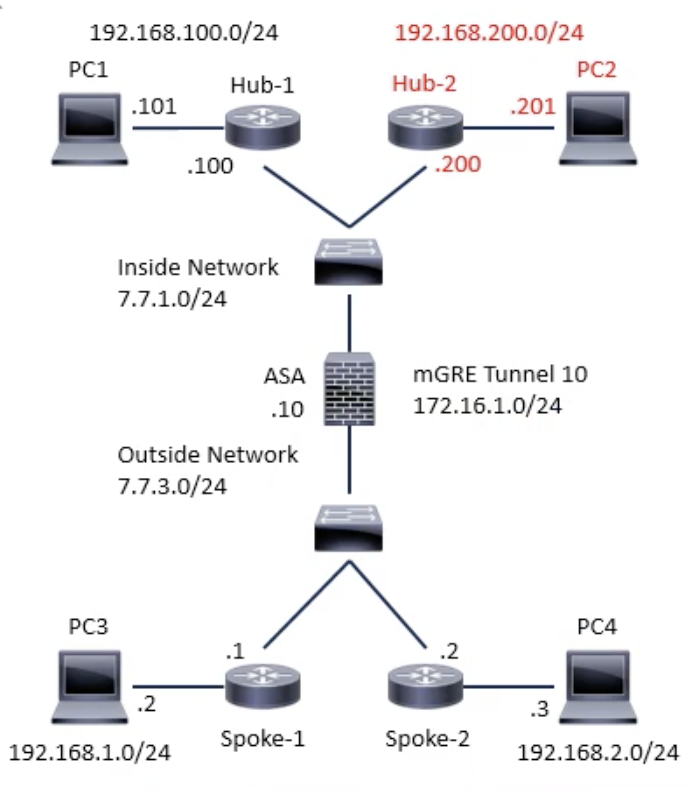 192.168.100.0/24
192.168.200.0/24
PC1
Hub-1
Hub-2
PC2
.101
.201
.100
.200
Inside Network
7.7.1.0/24
ASA
.10
mGRE Tunnel 10
172.16.1.0/24
Outside Network
7.7.3.0/24
PC3
PC4
.1
.2
.2
.3
Spoke-1
Spoke-2
192.168.1.0/24
192.168.2.0/24